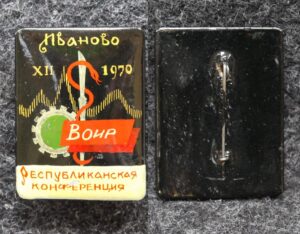 Иваново
XII 1970
ВОИР
РЕСПУБЛИКАНСКАЯ
КОНФЕРЕНЦИЯ